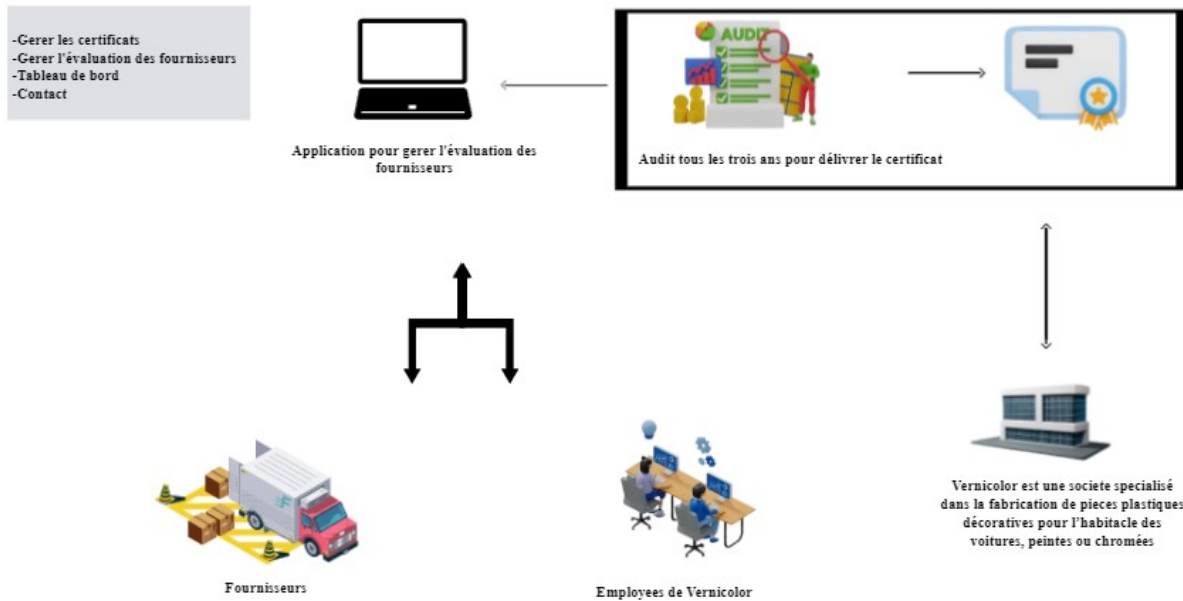 -Gerer les certificats
-Gerer l'évaluation des fournisseurs
-Tableau de bord
-Contact
Application pour gerer l'évaluation des
fournisseurs
AUDIT
Audit tous les trois ans pour délivrer le certificat
Vernicolor est une societe specialisé
dans la fabrication de pieces plastiques
décoratives pour l'habitacle des
voitures, peintes ou chromées
Fournisseurs
Employees de Vernicolor